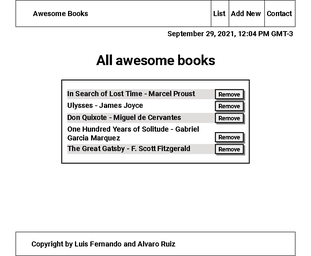 Awesome Books List Add New Contact
September 29, 2021, 12:04 PM GMT-3
All awesome books
In Search of Lost Time - Marcel Proust Remove
Ulysses - James Joyce Remove
Don Quixote - Miguel de Cervantes Remove
One Hundred Years of Solitude - Gabriel
Garcia Marquez Remove
The Great Gatsby - F. Scott Fitzgerald Remove
Copyright by Luis Fernando and Alvaro Ruiz